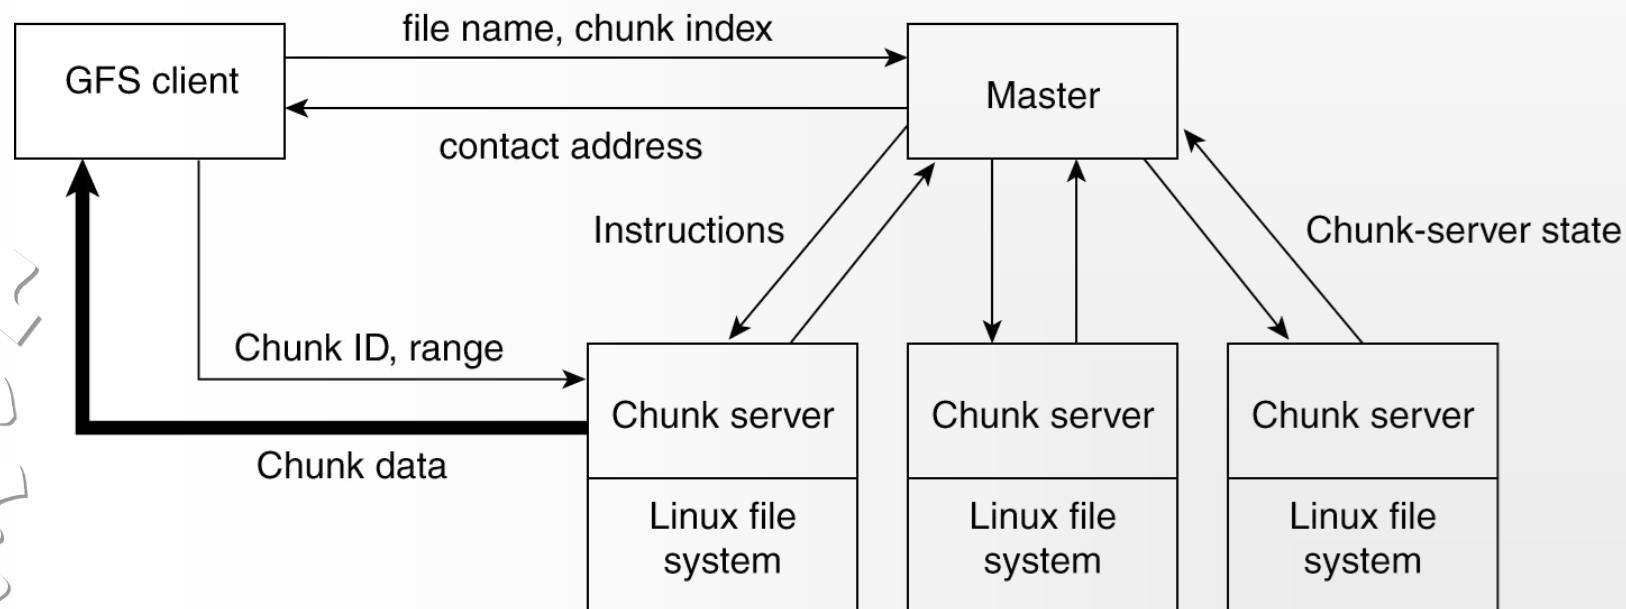 file name, chunk index
GFS client
Master
contact address
Instructions
Chunk-server state
Chunk ID, range
Chunk server
Chunk server
Chunk server
Chunk data
Linux file
system
Linux file
system
Linux file
system